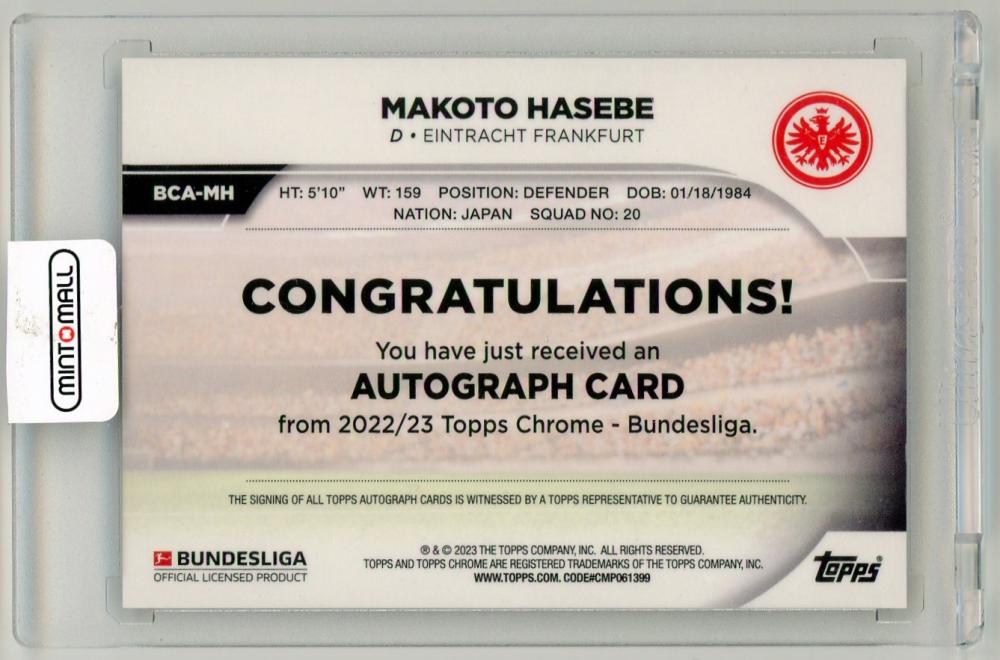 MAKOTO HASEBE
D • EINTRACHT FRANKFURT
E
BCA-MH
HT: 5'10" WT: 159 POSITION: DEFENDER DOB: 01/18/1984
NATION: JAPAN SQUAD NO: 20
CONGRATULATIONS!
You have just received an
AUTOGRAPH CARD
from 2022/23 Topps Chrome - Bundesliga.
MINTOMALL
THE SIGNING OF ALL TOPPS AUTOGRAPH CARDS IS WITNESSED BY A TOPPS REPRESENTATIVE TO GUARANTEE AUTHENTICITY.
BUNDESLIGA
OFFICIAL LICENSED PRODUCT
® & © 2023 THE TOPPS COMPANY, INC. ALL RIGHTS RESERVED.
TOPPS AND TOPPS CHROME ARE REGISTERED TRADEMARKS OF THE TOPPS COMPANY, INC.
WWW.TOPPS.COM. CODE#CMP061399
topps®